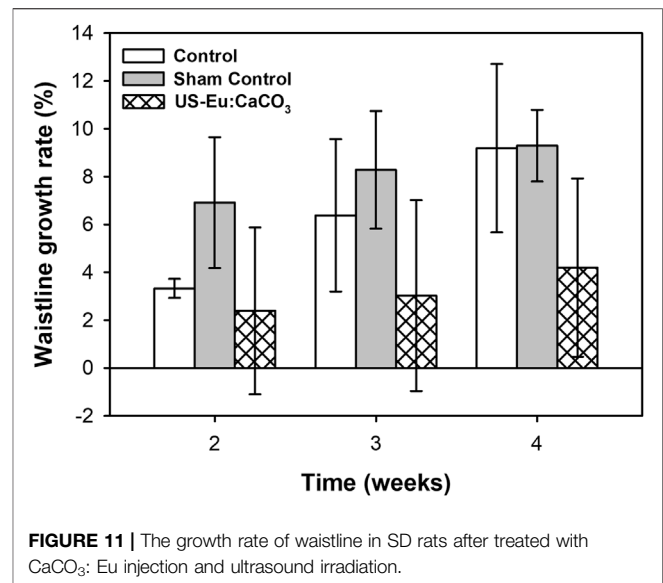 14
12
10
8
6
4
2
0
-2
Waistline growth rate (%)
Control
Sham Control
US-Eu:CaCO₃
2 3 4
Time (weeks)
FIGURE 11 | The growth rate of waistline in SD rats after treated with
CaCO₃: Eu injection and ultrasound irradiation.